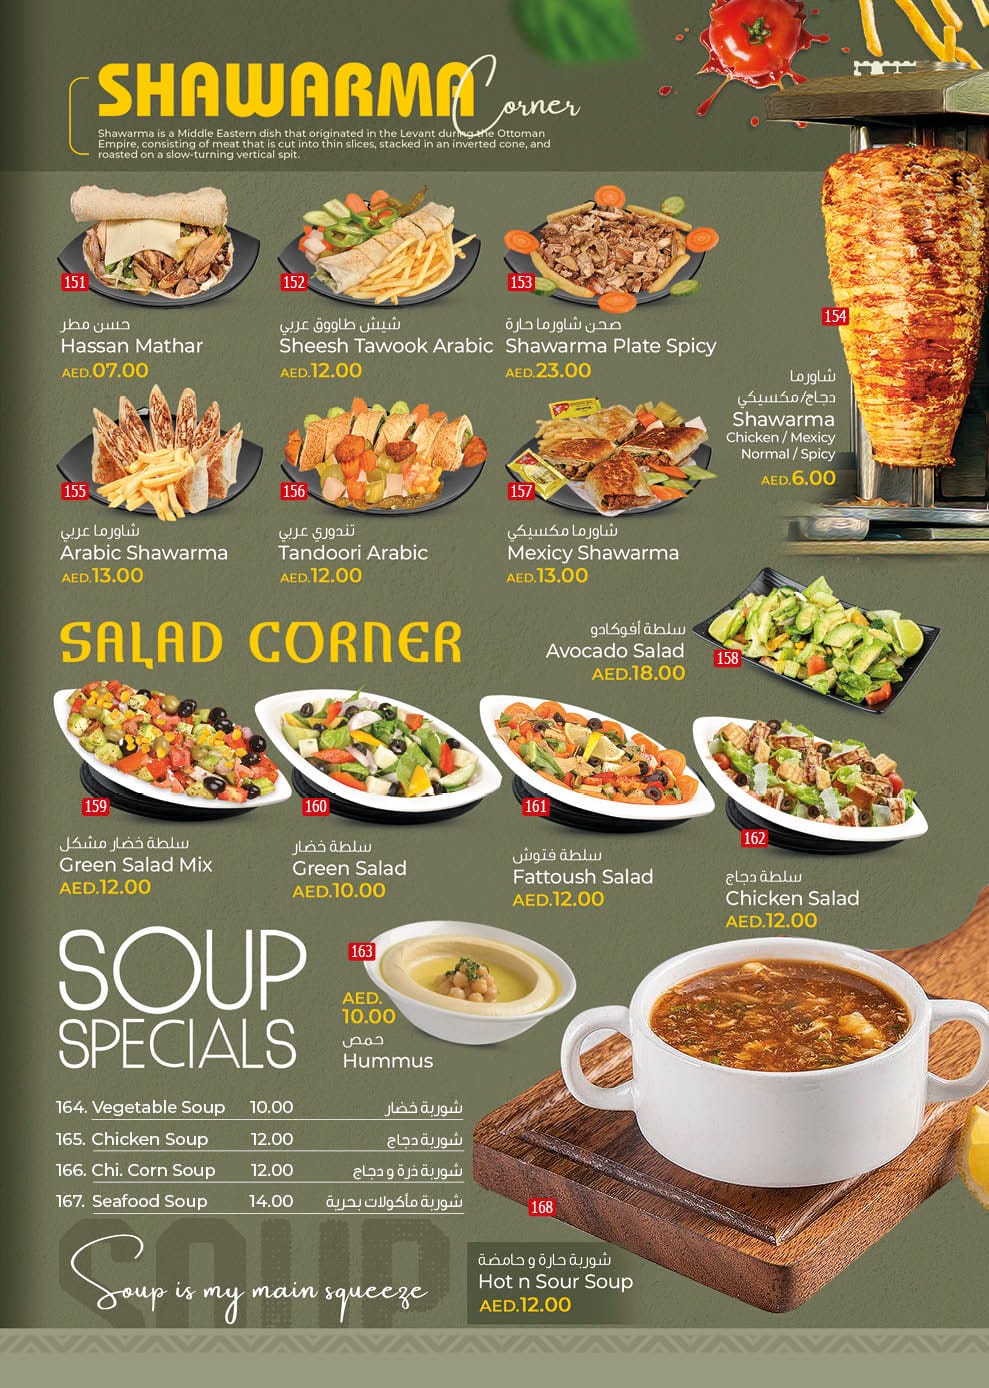 SHAWARMA Corner
Shawarma is a Middle Eastern dish that originated in the Levant during the Ottoman
Empire, consisting of meat that is cut into thin slices, stacked in an inverted cone, and
roasted on a slow-turning vertical spit.
151
حسن مطر
Hassan Mathar
AED.07.00
152
شيش طاووق عربي
Sheesh Tawook Arabic
AED.12.00
153
صحن شاورما حارة
Shawarma Plate Spicy
AED.23.00
154
شاورما
دجاج/مكسيكي
Shawarma
Chicken / Mexicy
Normal / Spicy
AED.6.00
155
شاورما عربي
Arabic Shawarma
AED.13.00
156
تندوري عربي
Tandoori Arabic
AED.12.00
157
شاورما مكسيكي
Mexicy Shawarma
AED.13.00
SALAD CORNER
158
سلطة أفوكادو
Avocado Salad
AED.18.00
159
سلطة خضار مشكل
Green Salad Mix
AED.12.00
160
سلطة خضار
Green Salad
AED.10.00
161
سلطة فتوش
Fattoush Salad
AED.12.00
162
سلطة دجاج
Chicken Salad
AED.12.00
SOUP
SPECIALS
163
AED.
10.00
حمص
Hummus
164. Vegetable Soup 10.00 شوربة خضار
165. Chicken Soup 12.00 شوربة دجاج
166. Chi. Corn Soup 12.00 شوربة ذرة و دجاج
167. Seafood Soup 14.00 شوربة مأكولات بحرية
SOUP
Soup is my main squeeze
168
شوربة حارة و حامضة
Hot n Sour Soup
AED.12.00